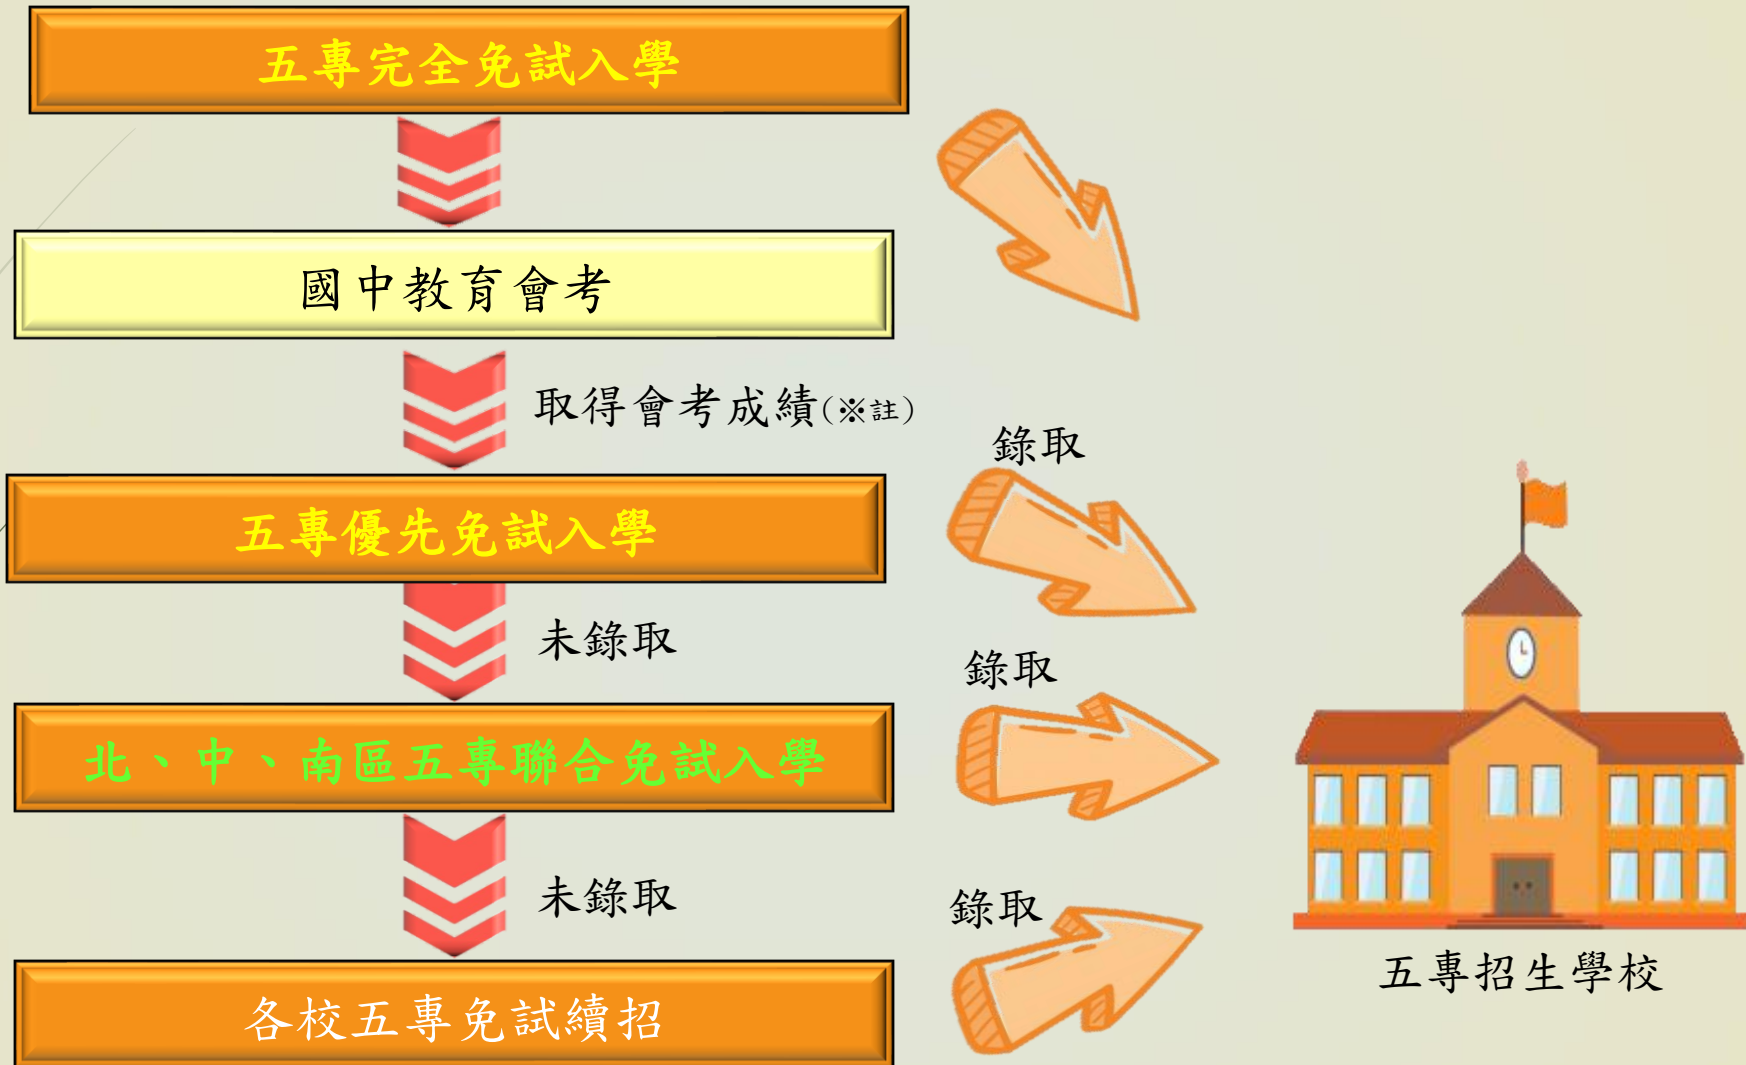 五專完全免試入學
國中教育會考
取得會考成績(※註)
錄取
五專優先免試入學
未錄取
錄取
北、中、南區五專聯合免試入學
未錄取
錄取
五專招生學校
各校五專免試續招